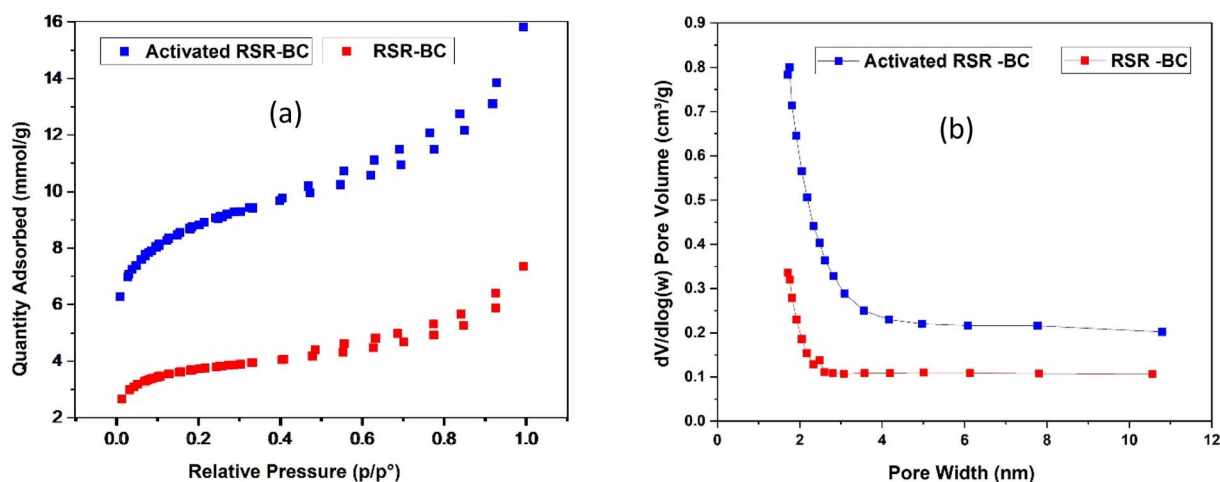 16
14
12
10
8
6
4
2
Quantity Adsorbed (mmol/g)
Activated RSR-BC
RSR-BC
(a)
0.0 0.2 0.4 0.6 0.8 1.0
Relative Pressure (p/p°)
0.9
0.8
0.7
0.6
0.5
0.4
0.3
0.2
0.1
0.0
dV/dlog(w) Pore Volume (cm³/g)
Activated RSR -BC
RSR -BC
(b)
0 2 4 6 8 10 12
Pore Width (nm)